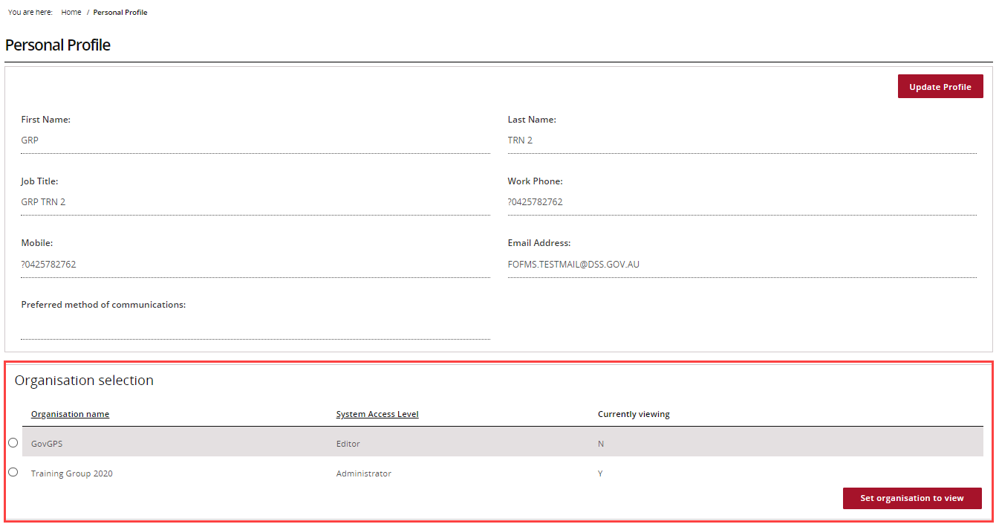 You are here: Home / Personal Profile
Personal Profile
Update Profile
First Name: Last Name:
GRP TRN 2
Job Title: Work Phone:
GRP TRN 2 ?0425782762
Mobile: Email Address:
?0425782762 FOFMS.TESTMAIL@DSS.GOV.AU
Preferred method of communications:
Organisation selection
Organisation name System Access Level Currently viewing
GovGPS Editor N
Training Group 2020 Administrator Y
Set organisation to view